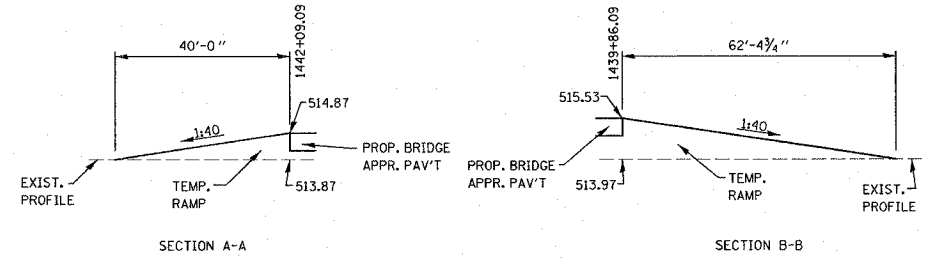 40'-0"
1442+09.09
514.87
1:40
PROP. BRIDGE
APPR. PAV'T
EXIST.
PROFILE
TEMP.
RAMP
513.87
SECTION A-A
1439+86.09
62'-4¾"
515.53
1:40
PROP. BRIDGE
APPR. PAV'T
513.97
TEMP.
RAMP
EXIST.
PROFILE
SECTION B-B